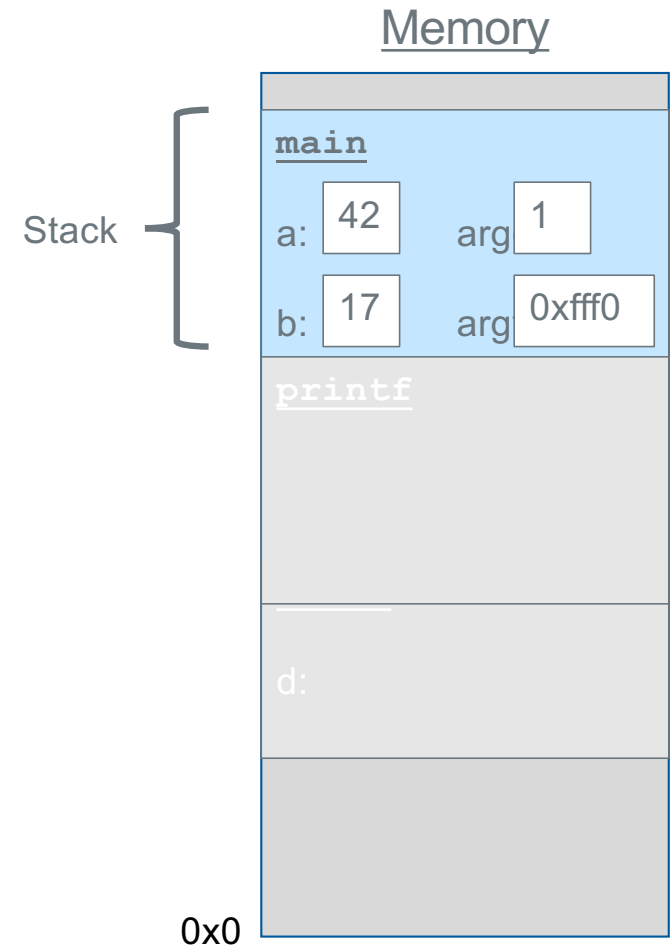 Memory
main
Stack
a: 42 arg 1
b: 17 arg 0xfff0
printf
d:
0x0